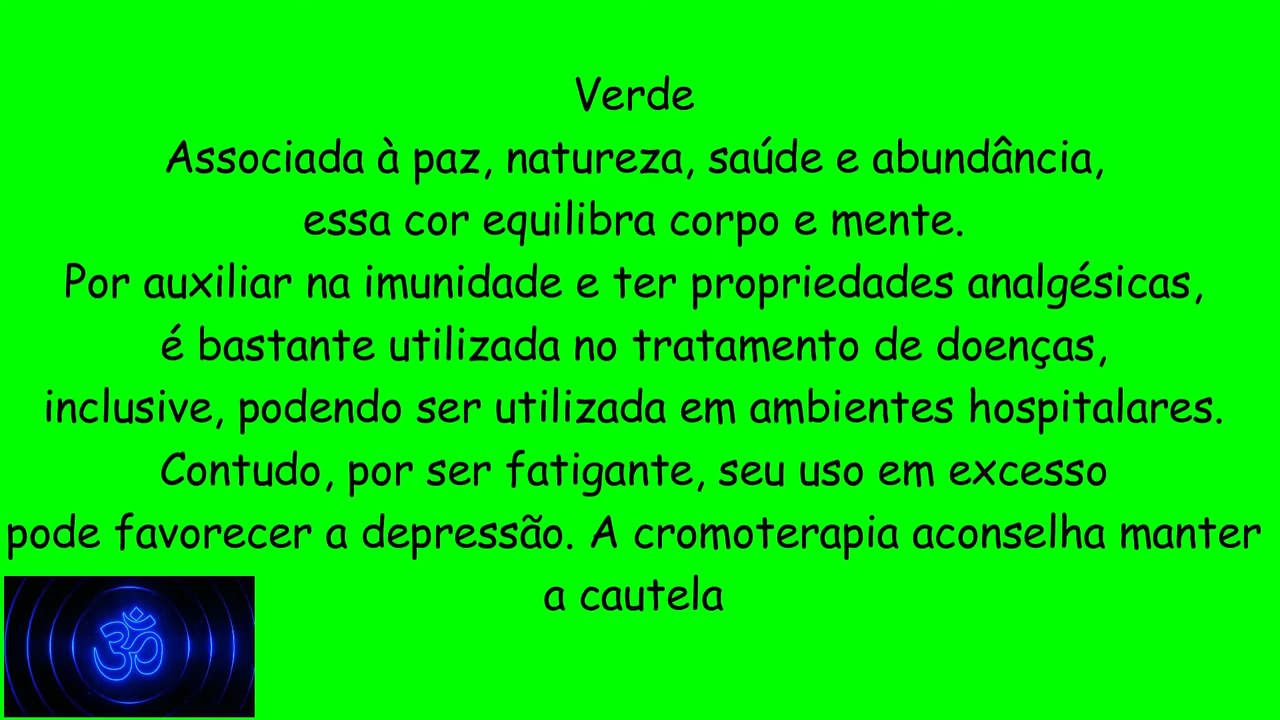 Verde
Associada à paz, natureza, saúde e abundância,
essa cor equilibra corpo e mente.
Por auxiliar na imunidade e ter propriedades analgésicas,
é bastante utilizada no tratamento de doenças,
inclusive, podendo ser utilizada em ambientes hospitalares.
Contudo, por ser fatigante, seu uso em excesso
pode favorecer a depressão. A cromoterapia aconselha manter
a cautela
ॐ